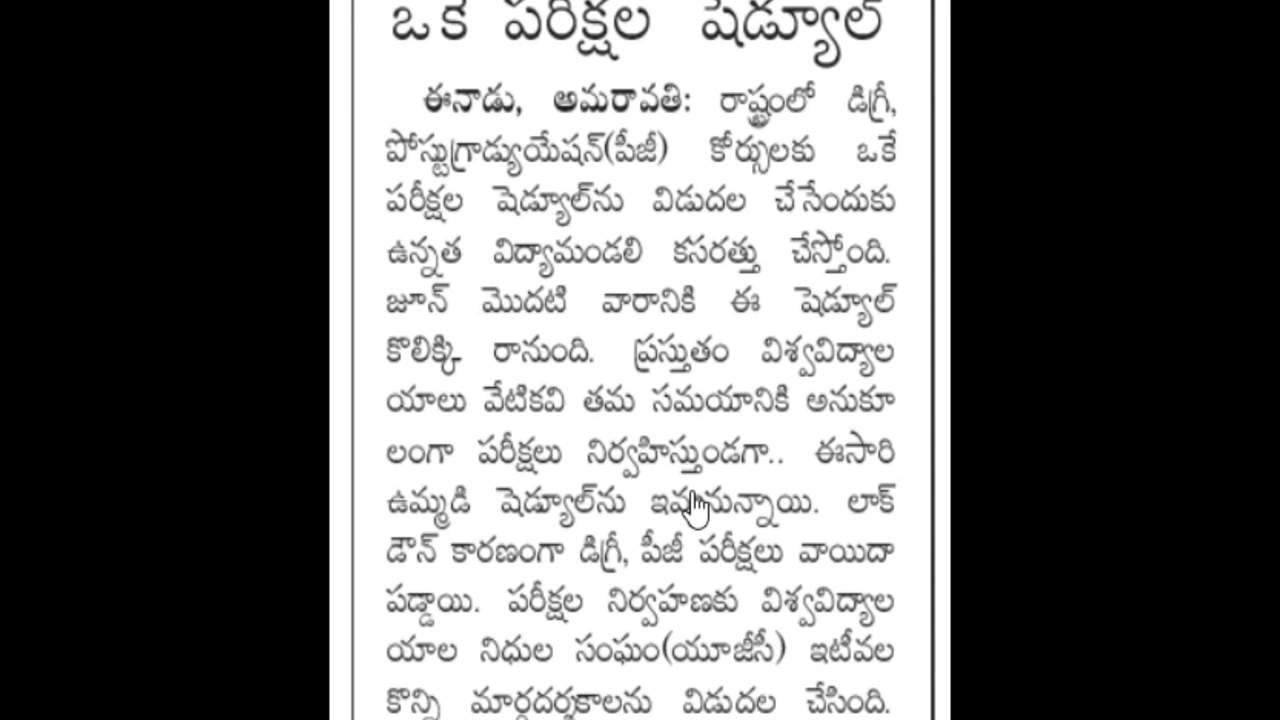 ఒకే పరీక్షల షెడ్యూల్
ఈనాడు, అమరావతి: రాష్ట్రంలో డిగ్రీ,
పోస్టుగ్రాడ్యుయేషన్(పీజీ) కోర్సులకు ఒకే
పరీక్షల షెడ్యూల్‌ను విడుదల చేసేందుకు
ఉన్నత విద్యామండలి కసరత్తు చేస్తోంది.
జూన్ మొదటి వారానికి ఈ షెడ్యూల్
కొలిక్కి రానుంది. ప్రస్తుతం విశ్వవిద్యాల
యాలు వేటికవి తమ సమయానికి అనుకూ
లంగా పరీక్షలు నిర్వహిస్తుండగా.. ఈసారి
ఉమ్మడి షెడ్యూల్‌ను ఇవ్వనున్నాయి. లాక్
డౌన్ కారణంగా డిగ్రీ, పీజీ పరీక్షలు వాయిదా
పడ్డాయి. పరీక్షల నిర్వహణకు విశ్వవిద్యాల
యాల నిధుల సంఘం(యూజీసీ) ఇటీవల
కొన్ని మార్గదర్శకాలను విడుదల చేసింది.